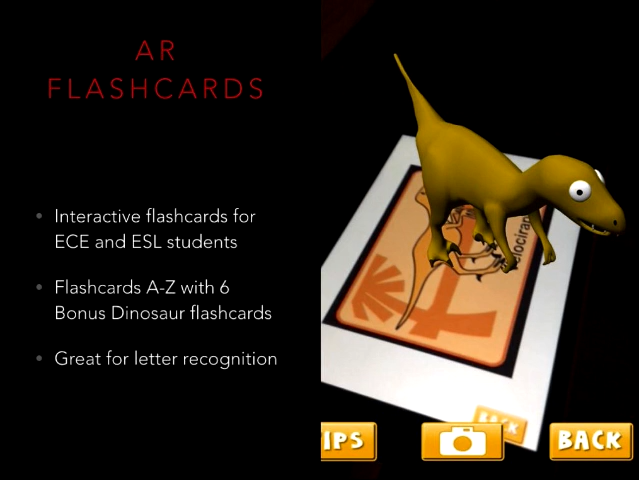 AR
FLASHCARDS
• Interactive flashcards for
ECE and ESL students
• Flashcards A-Z with 6
Bonus Dinosaur flashcards
• Great for letter recognition
BACK
IPS
BACK